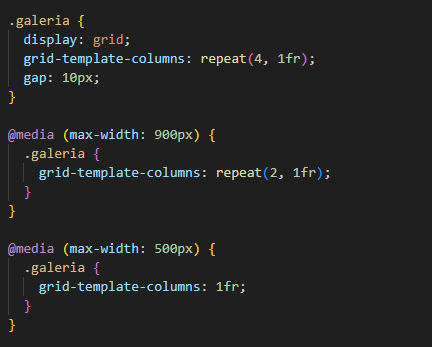 .galeria {
  display: grid;
  grid-template-columns: repeat(4, 1fr);
  gap: 10px;
}

@media (max-width: 900px) {
  .galeria {
    grid-template-columns: repeat(2, 1fr);
  }
}

@media (max-width: 500px) {
  .galeria {
    grid-template-columns: 1fr;
  }
}